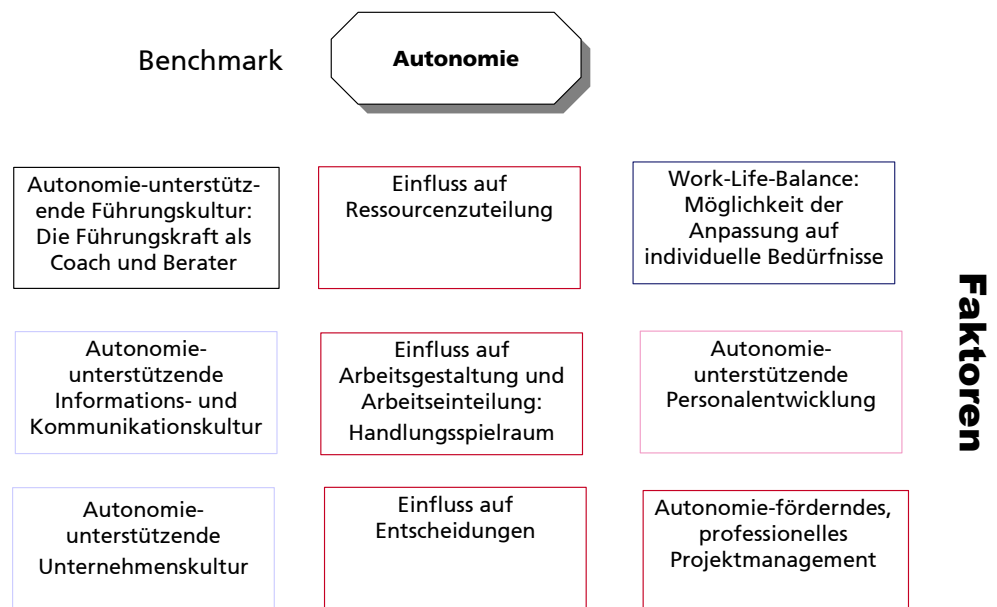 Benchmark
Autonomie
Autonomie-unterstütz-
ende Führungskultur:
Die Führungskraft als
Coach und Berater
Einfluss auf
Ressourcenzuteilung
Work-Life-Balance:
Möglichkeit der
Anpassung auf
individuelle Bedürfnisse
Autonomie-
unterstützende
Informations- und
Kommunikationskultur
Einfluss auf
Arbeitsgestaltung und
Arbeitseinteilung:
Handlungsspielraum
Autonomie-
unterstützende
Personalentwicklung
Autonomie-
unterstützende
Unternehmenskultur
Einfluss auf
Entscheidungen
Autonomie-förderndes,
professionelles
Projektmanagement
Faktoren